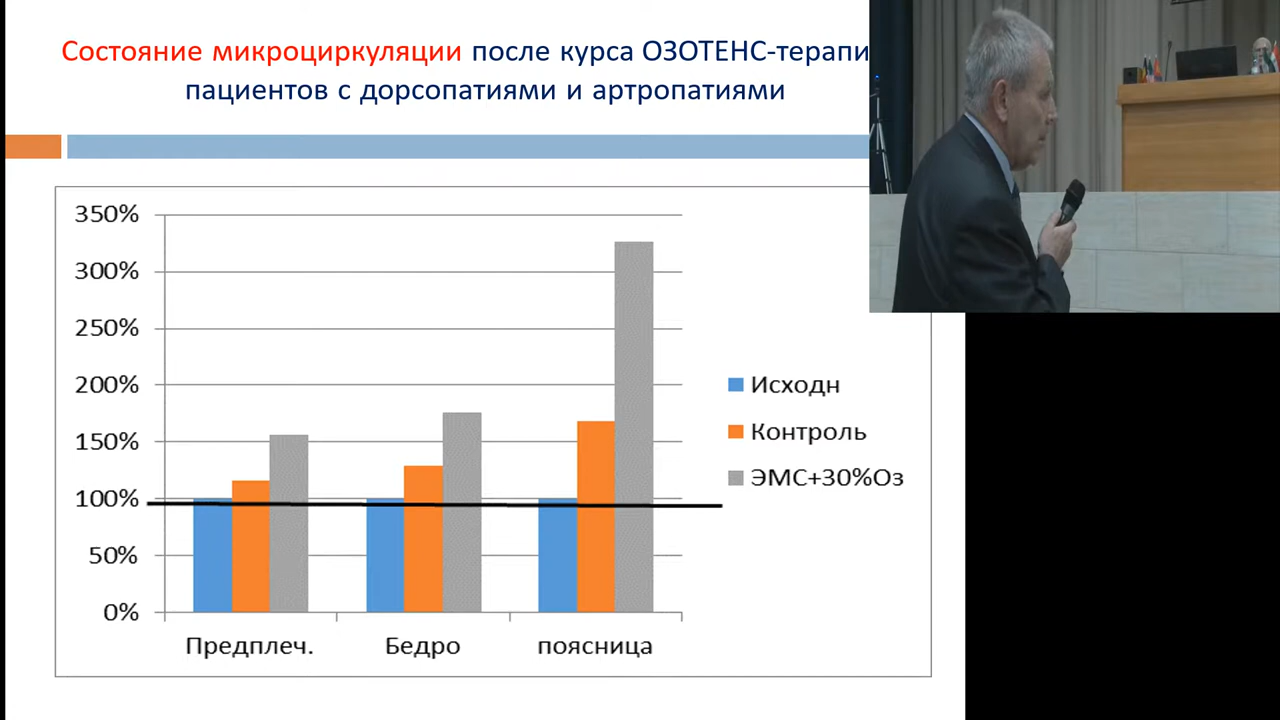 Состояние микроциркуляции после курса ОЗОТЕНС-терапи
пациентов с дорсопатиями и артропатиями
350%
300%
250%
200%
150%
100%
50%
0%
Предплеч.
Бедро
поясница
Исходн
Контроль
ЭМС+30%Оз